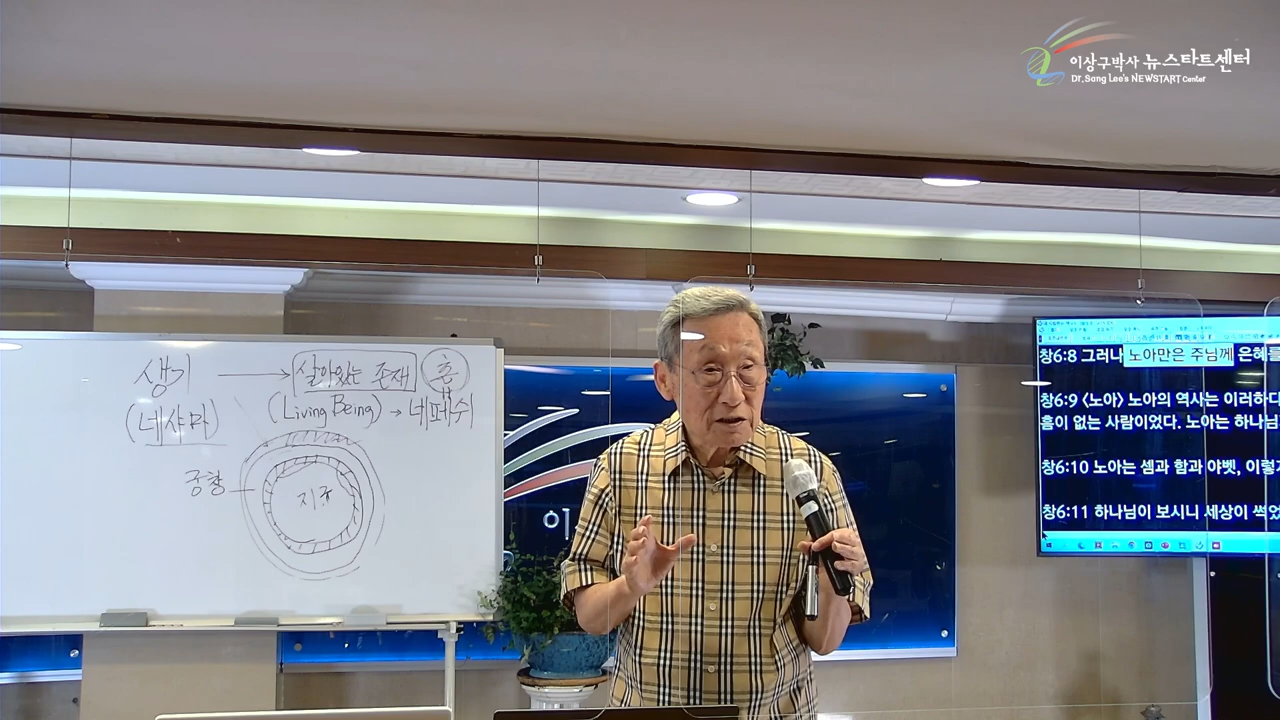 이상구박사 뉴스타트센터
Dr. Sang Lee's NEWSTART Center
생기 → 살아있는 존재 혼
(네샤마) (Living Being) → 네페쉬
궁창
지구
이
창6:8 그러나 노아만은 주님께 은혜를
창6:9 〈노아〉 노아의 역사는 이러하다
흠이 없는 사람이었다. 노아는 하나님
창6:10 노아는 셈과 함과 야벳, 이렇게
창6:11 하나님이 보시니 세상이 썩었